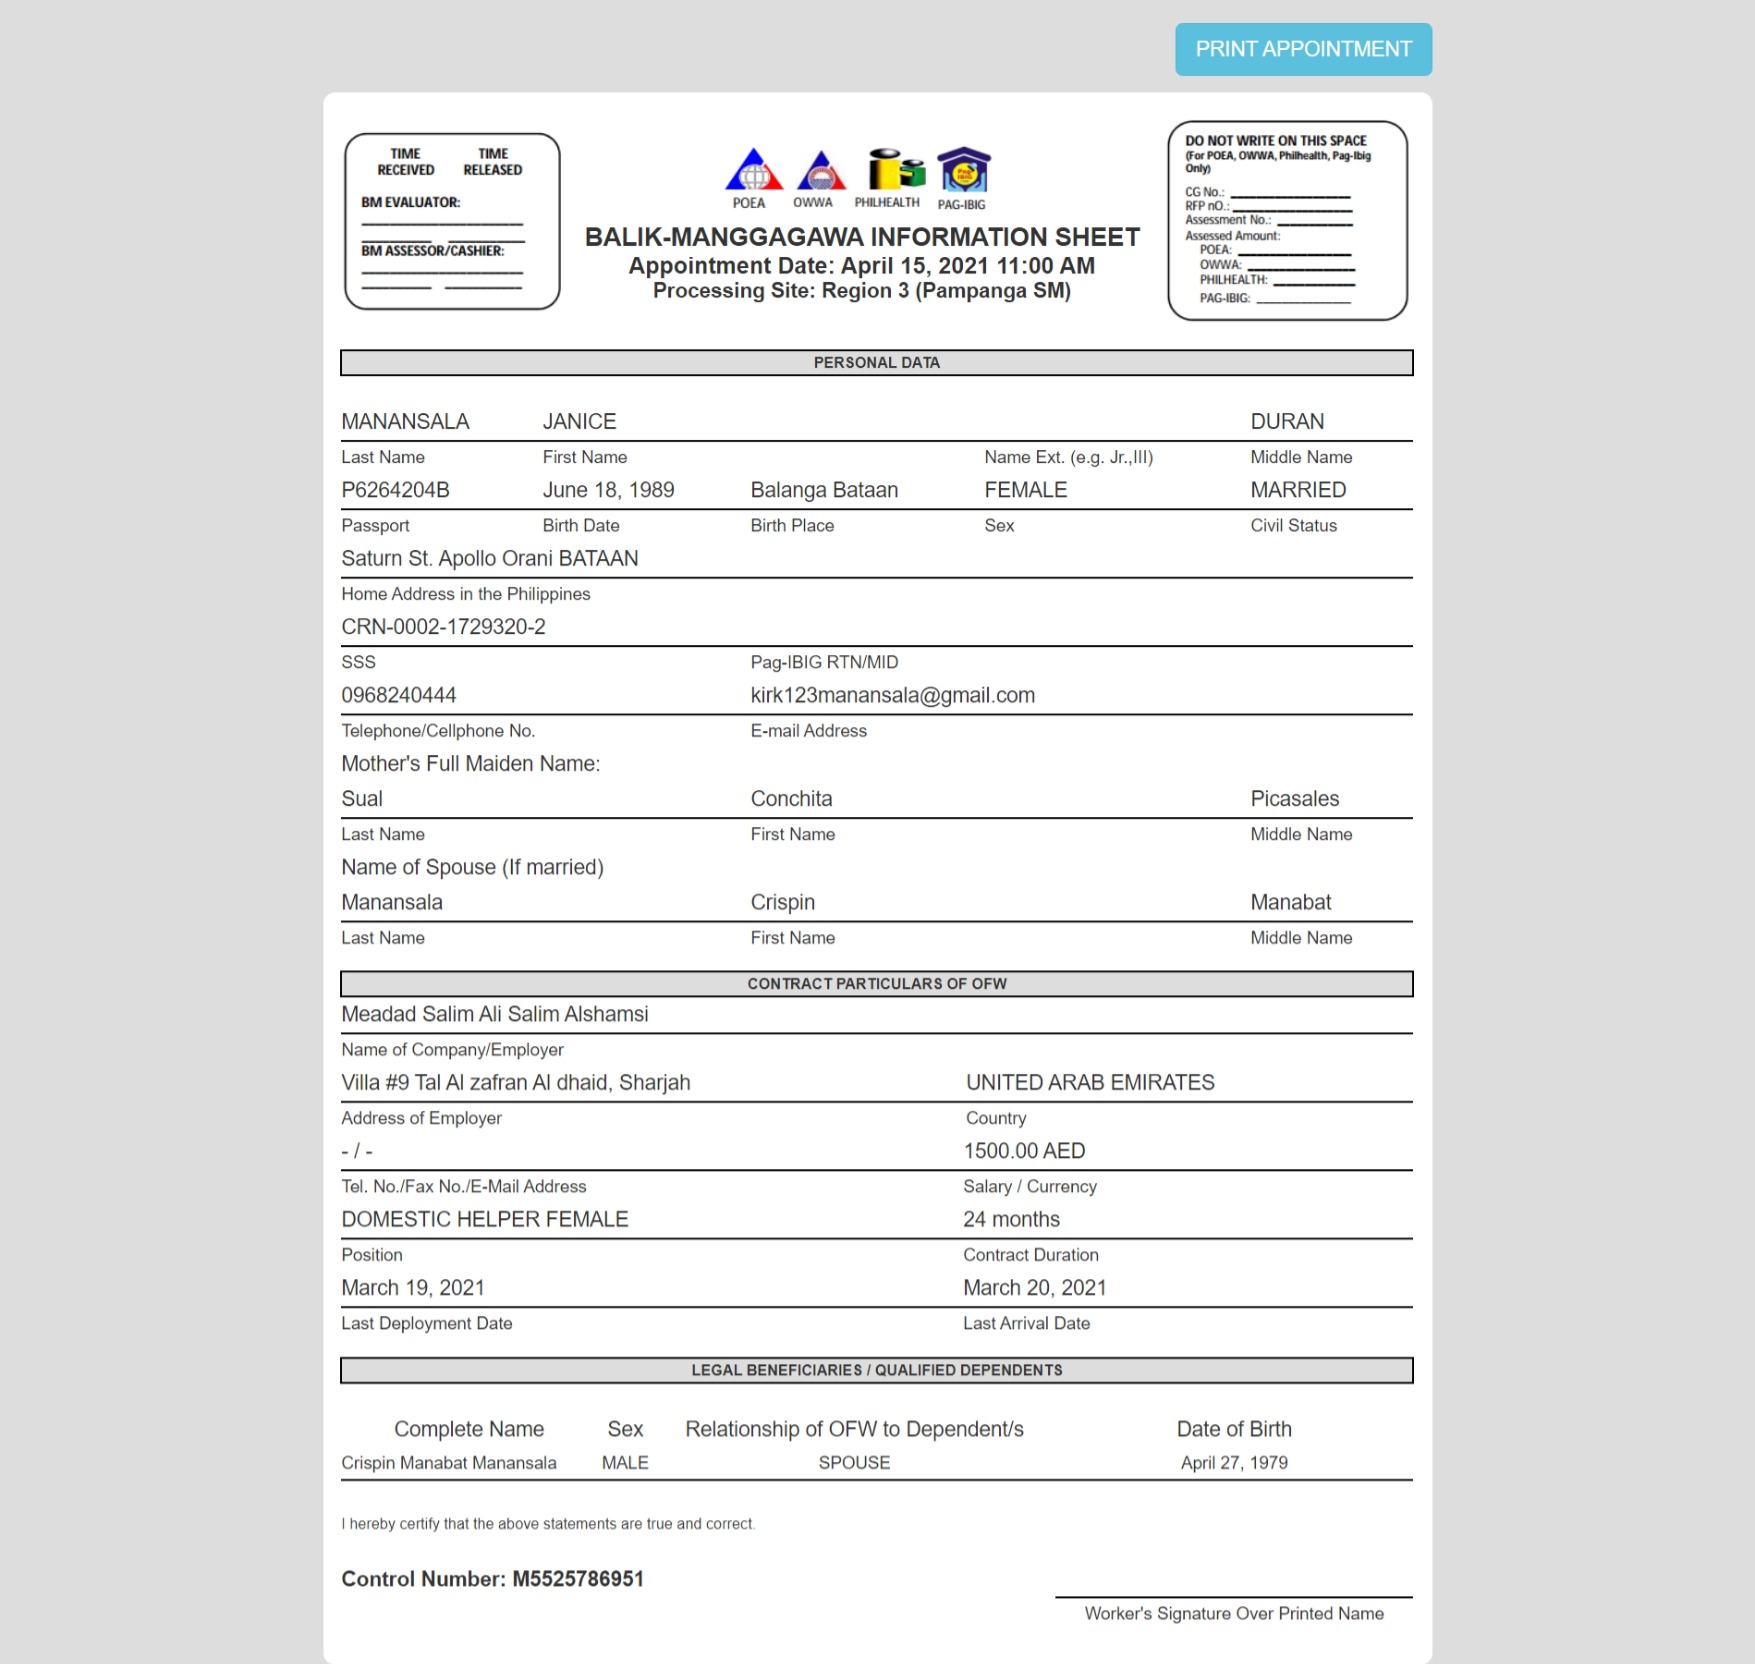 PRINT APPOINTMENT
TIME RECEIVED TIME RELEASED
BM EVALUATOR:
BM ASSESSOR/CASHIER:
POEA OWWA PHILHEALTH PAG-IBIG
BALIK-MANGGAGAWA INFORMATION SHEET
Appointment Date: April 15, 2021 11:00 AM
Processing Site: Region 3 (Pampanga SM)
DO NOT WRITE ON THIS SPACE
(For POEA, OWWA, Philhealth, Pag-Ibig
Only)
CG No.:
RFP nO.:
Assessment No.:
Assessed Amount:
POEA:
OWWA:
PHILHEALTH:
PAG-IBIG:
PERSONAL DATA
MANANSALA JANICE DURAN
Last Name First Name Name Ext. (e.g. Jr.,III) Middle Name
P6264204B June 18, 1989 Balanga Bataan FEMALE MARRIED
Passport Birth Date Birth Place Sex Civil Status
Saturn St. Apollo Orani BATAAN
Home Address in the Philippines
CRN-0002-1729320-2
SSS Pag-IBIG RTN/MID
0968240444 kirk123manansala@gmail.com
Telephone/Cellphone No. E-mail Address
Mother's Full Maiden Name:
Sual Conchita Picasales
Last Name First Name Middle Name
Name of Spouse (If married)
Manansala Crispin Manabat
Last Name First Name Middle Name
CONTRACT PARTICULARS OF OFW
Meadad Salim Ali Salim Alshamsi
Name of Company/Employer
Villa #9 Tal Al zafran Al dhaid, Sharjah UNITED ARAB EMIRATES
Address of Employer Country
- / - 1500.00 AED
Tel. No./Fax No./E-Mail Address Salary / Currency
DOMESTIC HELPER FEMALE 24 months
Position Contract Duration
March 19, 2021 March 20, 2021
Last Deployment Date Last Arrival Date
LEGAL BENEFICIARIES / QUALIFIED DEPENDENTS
Complete Name Sex Relationship of OFW to Dependent/s Date of Birth
Crispin Manabat Manansala MALE SPOUSE April 27, 1979
I hereby certify that the above statements are true and correct.
Control Number: M5525786951
Worker's Signature Over Printed Name